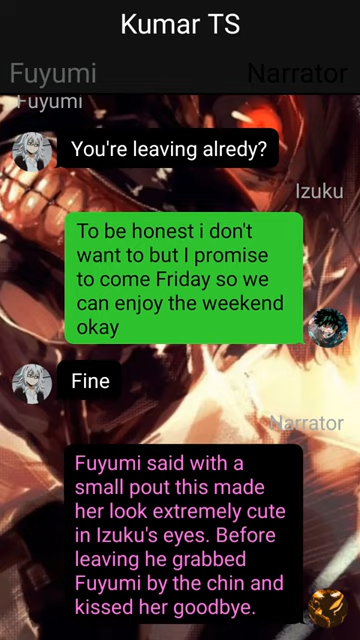 Kumar TS
Fuyumi
Narrator
Fuyumi
You're leaving alredy?
Izuku
To be honest i don't
want to but I promise
to come Friday so we
can enjoy the weekend
okay
Fine
Narrator
Fuyumi said with a
small pout this made
her look extremely cute
in Izuku's eyes. Before
leaving he grabbed
Fuyumi by the chin and
kissed her goodbye.